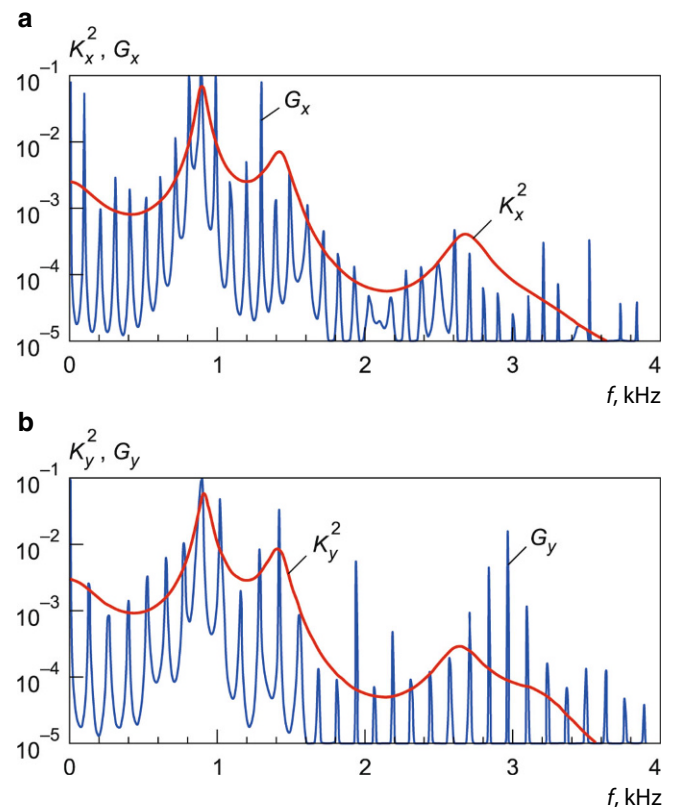 a
K_x^2, G_x
10^–1
10^–2
10^–3
10^–4
10^–5
G_x
K_x^2
0 1 2 3 4
f, kHz
b
K_y^2, G_y
10^–1
10^–2
10^–3
10^–4
10^–5
K_y^2
G_y
0 1 2 3 4
f, kHz